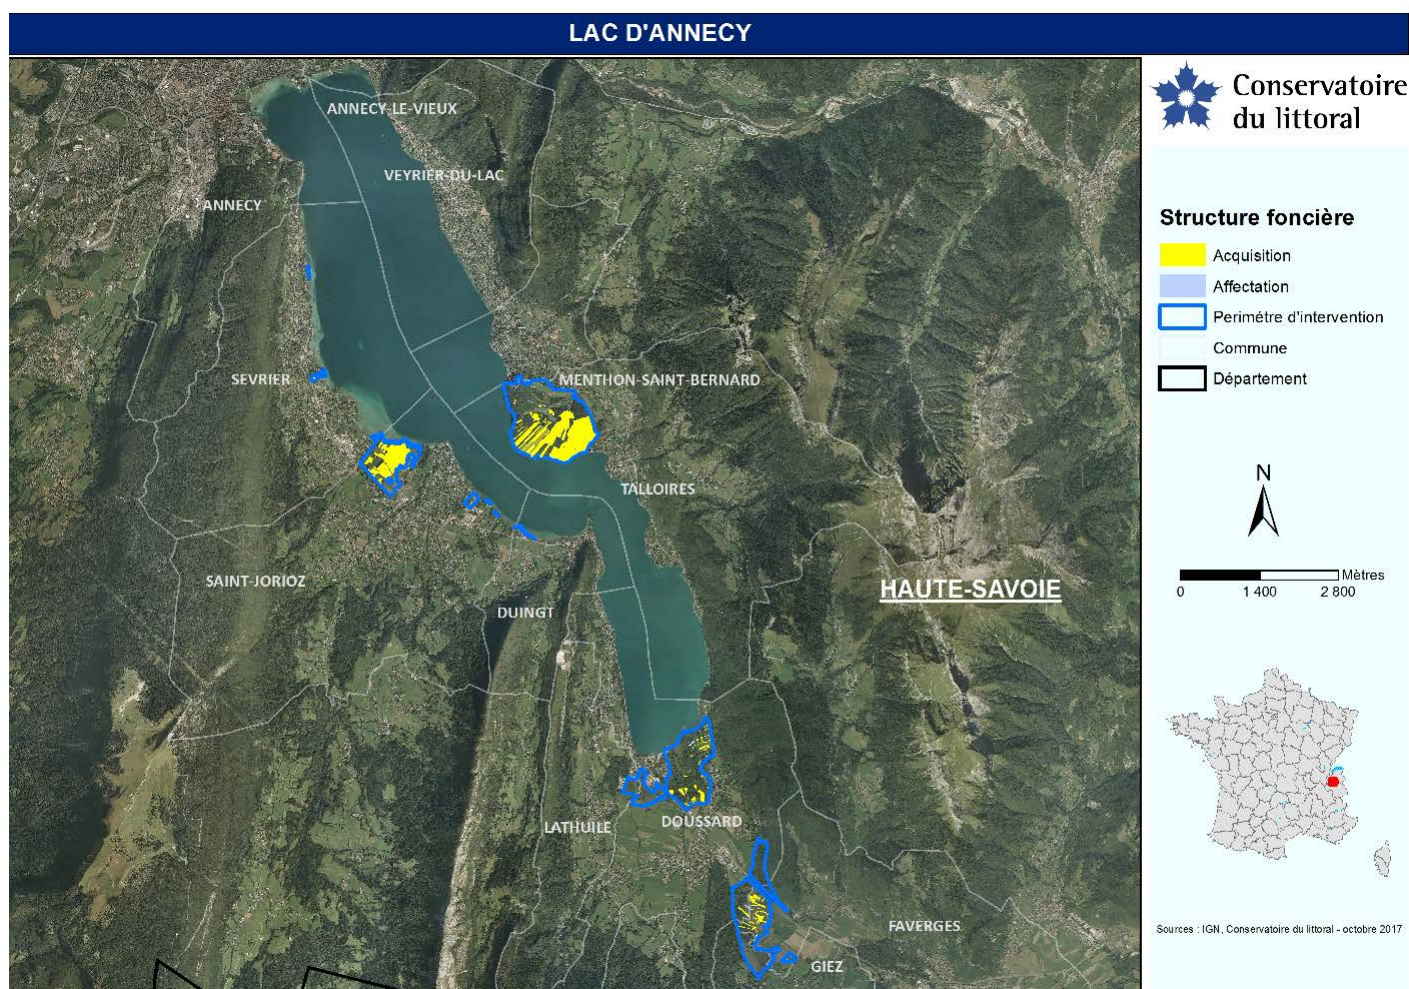 LAC D'ANNECY
ANNECY-LE-VIEUX
VEYRIER-DU-LAC
ANNECY
SEVRIER
MENTHON-SAINT-BERNARD
TALLOIRES
SAINT-JORIOZ
DUINGT
HAUTE-SAVOIE
LATHUILE
DOUSSARD
FAVERGES
GIEZ
Conservatoire
du littoral
Structure foncière
Acquisition
Affectation
Perimétre d'intervention
Commune
Département
N
Mètres
0 1 400 2 800
Sources : IGN, Conservatoire du littoral - octobre 2017